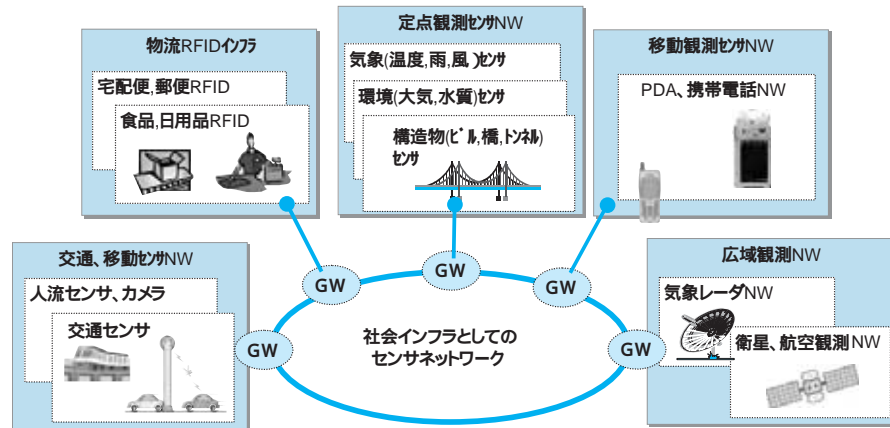 物流RFIDインフラ
宅配便,郵便RFID
食品,日用品RFID
定点観測センサNW
気象(温度,雨,風,)センサ
環境(大気,水質)センサ
構造物(ビル,橋,トンネル)
センサ
移動観測センサNW
PDA、携帯電話NW
交通、移動センサNW
人流センサ、カメラ
交通センサ
広域観測NW
気象レーダNW
衛星、航空観測NW
GW
GW
GW
GW
GW
社会インフラとしての
センサネットワーク